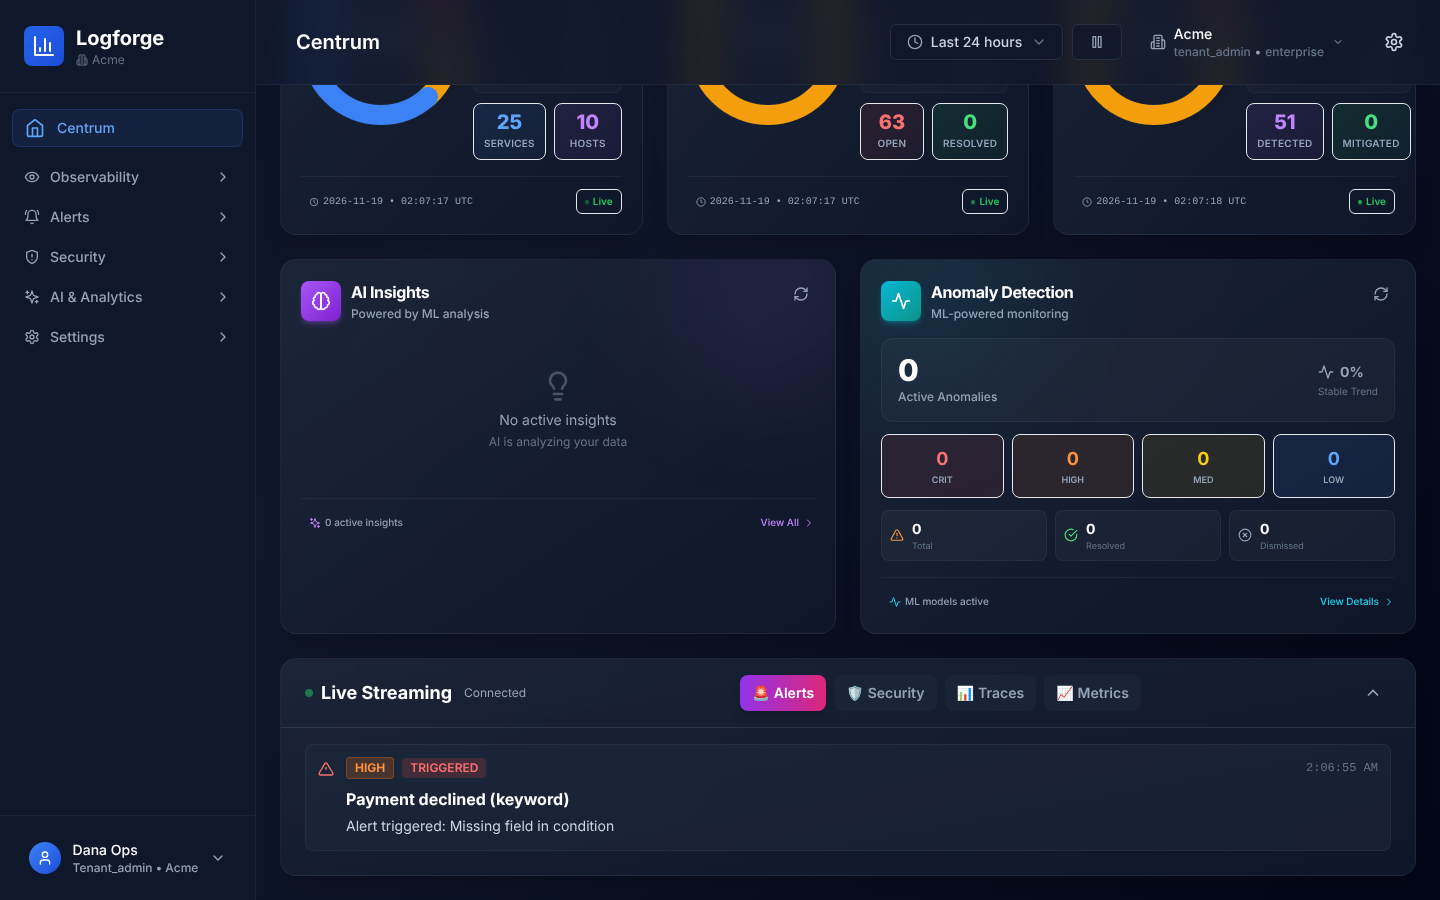 Logforge
Acme
Centrum
Observability
Alerts
Security
AI & Analytics
Settings
Dana Ops
Tenant_admin • Acme
Centrum
Last 24 hours
Acme
tenant_admin • enterprise
25
SERVICES
10
HOSTS
2026-11-19 • 02:07:17 UTC
Live
63
OPEN
0
RESOLVED
2026-11-19 • 02:07:17 UTC
Live
51
DETECTED
0
MITIGATED
2026-11-19 • 02:07:18 UTC
Live
AI Insights
Powered by ML analysis
No active insights
AI is analyzing your data
0 active insights
View All
Anomaly Detection
ML-powered monitoring
0
Active Anomalies
0%
Stable Trend
0
CRIT
0
HIGH
0
MED
0
LOW
0
Total
0
Resolved
0
Dismissed
ML models active
View Details
Live Streaming
Connected
Alerts
Security
Traces
Metrics
HIGH
TRIGGERED
2:06:55 AM
Payment declined (keyword)
Alert triggered: Missing field in condition